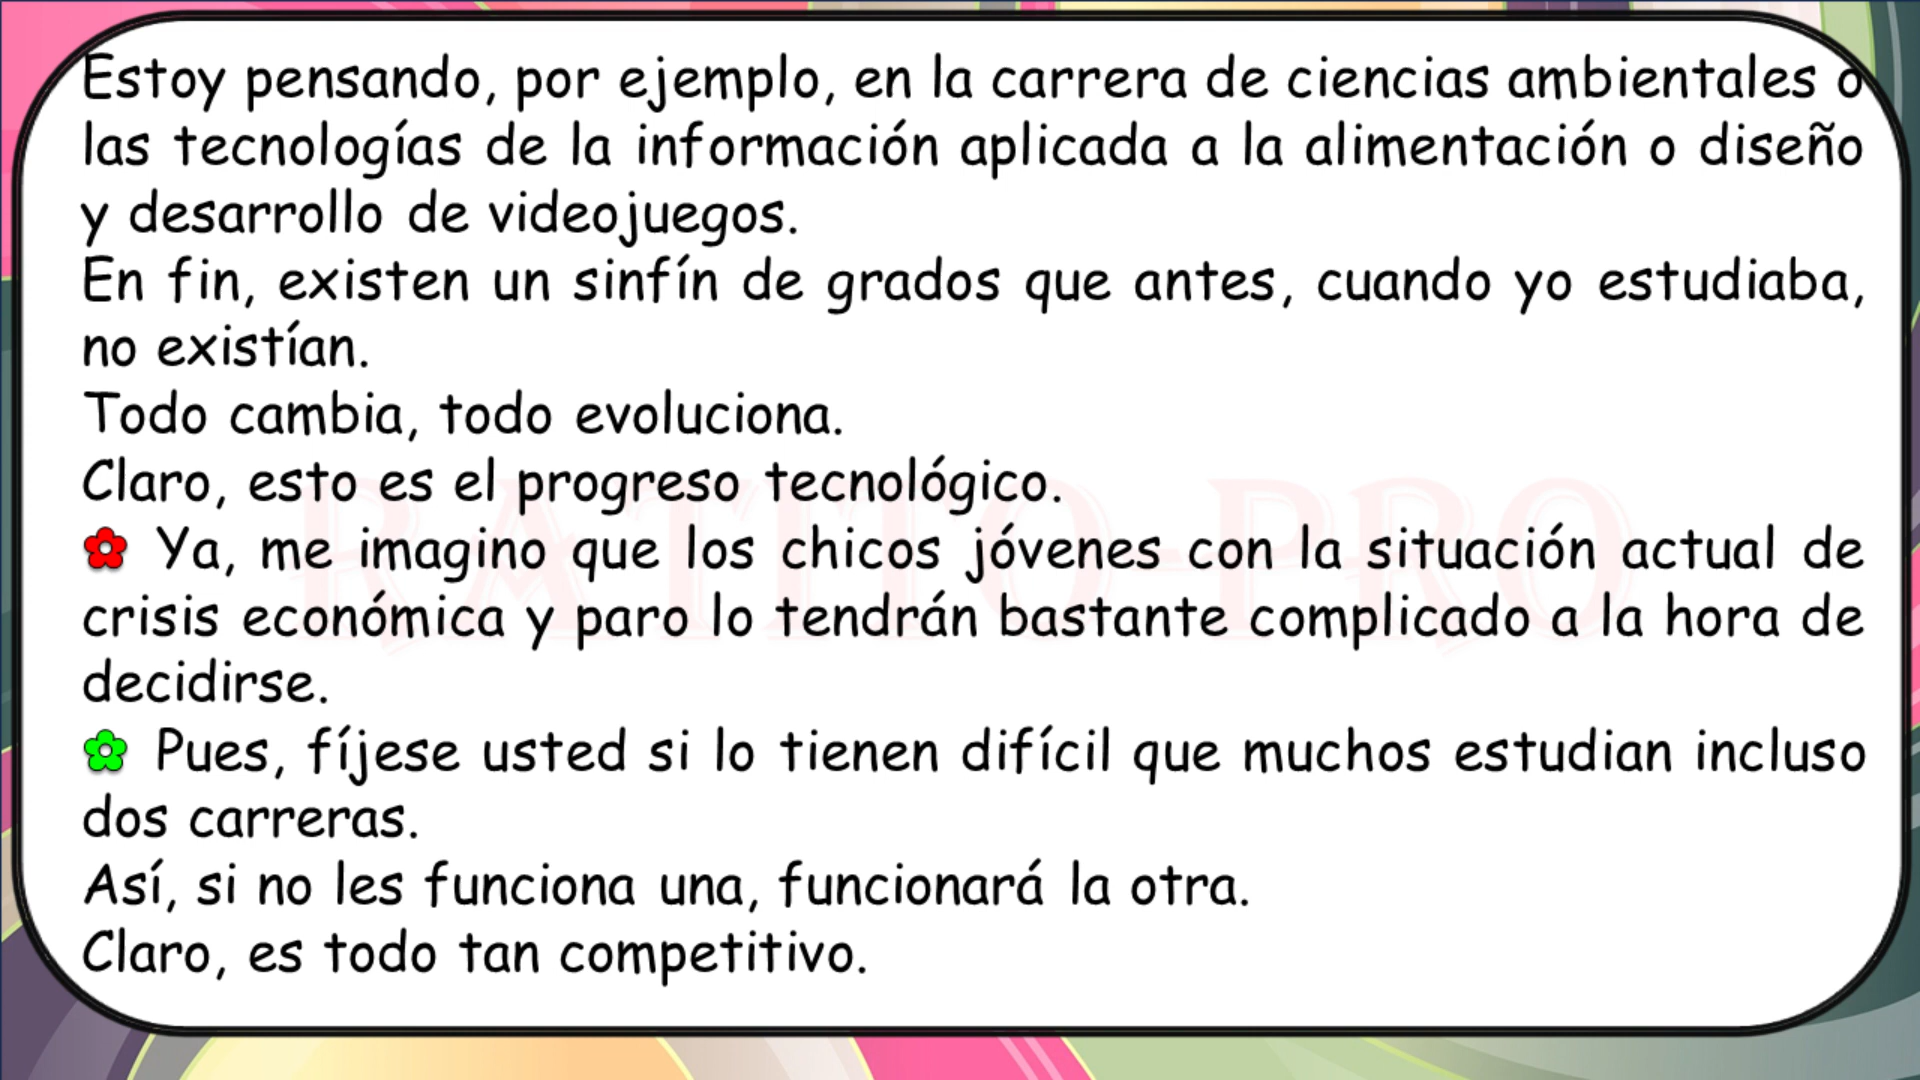 Estoy pensando, por ejemplo, en la carrera de ciencias ambientales o
las tecnologías de la información aplicada a la alimentación o diseño
y desarrollo de videojuegos.
En fin, existen un sinfín de grados que antes, cuando yo estudiaba,
no existían.
Todo cambia, todo evoluciona.
Claro, esto es el progreso tecnológico.
Ya, me imagino que los chicos jóvenes con la situación actual de
crisis económica y paro lo tendrán bastante complicado a la hora de
decidirse.
Pues, fíjese usted si lo tienen difícil que muchos estudian incluso
dos carreras.
Así, si no les funciona una, funcionará la otra.
Claro, es todo tan competitivo.
RATITO-PRO